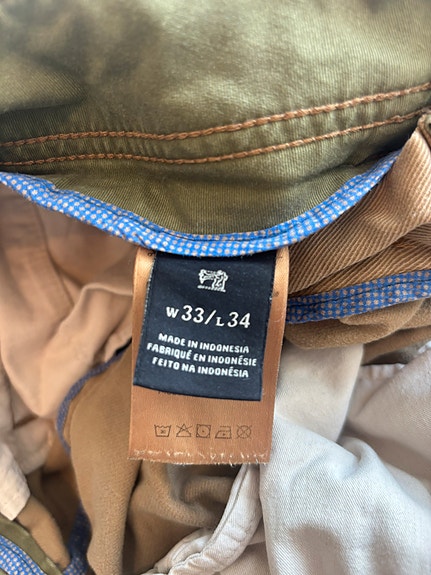 W33/L34
MADE IN INDONESIA
FABRIQUÉ EN INDONÉSIE
FEITO NA INDONÉSIA